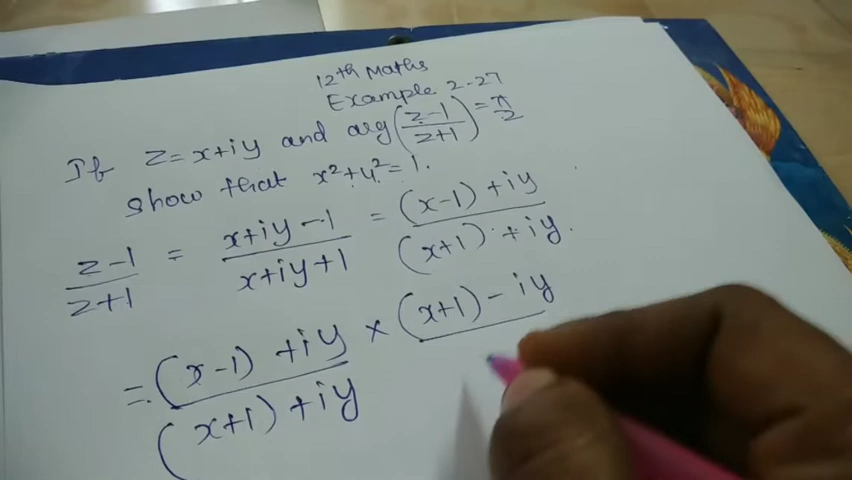 12th Maths
Example 2.27
If z=x+iy and arg((z-1)/(z+1))=π/2
show that x²+y²=1.
(z-1)/(z+1) = (x+iy-1)/(x+iy+1) = ((x-1)+iy)/((x+1)+iy).
= ((x-1)+iy)/((x+1)+iy) × (x+1)-iy